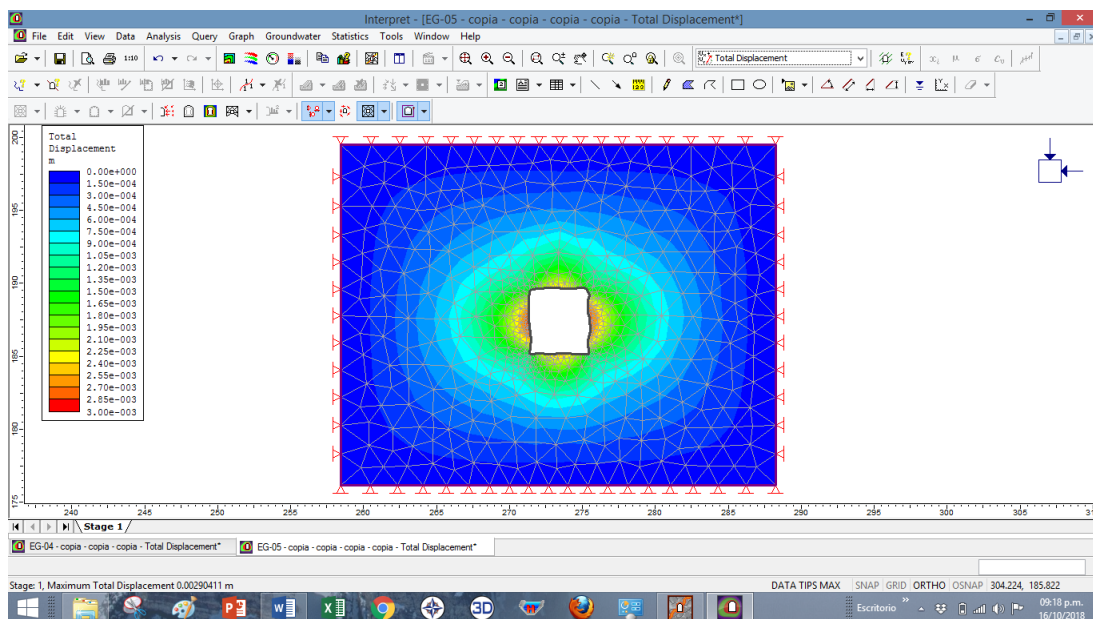 Interpret - [EG-05 - copia - copia - copia - copia - Total Displacement*]
File Edit View Data Analysis Query Graph Groundwater Statistics Tools Window Help
1:10
Total Displacement
Total
Displacement
m
0.00e+000
1.50e-004
3.00e-004
4.50e-004
6.00e-004
7.50e-004
9.00e-004
1.05e-003
1.20e-003
1.35e-003
1.50e-003
1.65e-003
1.80e-003
1.95e-003
2.10e-003
2.25e-003
2.40e-003
2.55e-003
2.70e-003
2.85e-003
3.00e-003
200
195
190
185
180
175
240 245 250 255 260 265 270 275 280 285 290 295 300 305
Stage 1
EG-04 - copia - copia - copia - Total Displacement* EG-05 - copia - copia - copia - copia - Total Displacement*
Stage: 1, Maximum Total Displacement 0.00290411 m DATA TIPS MAX SNAP GRID ORTHO OSNAP 304.224, 185.822
Escritorio 09:18 p.m.
16/10/2018